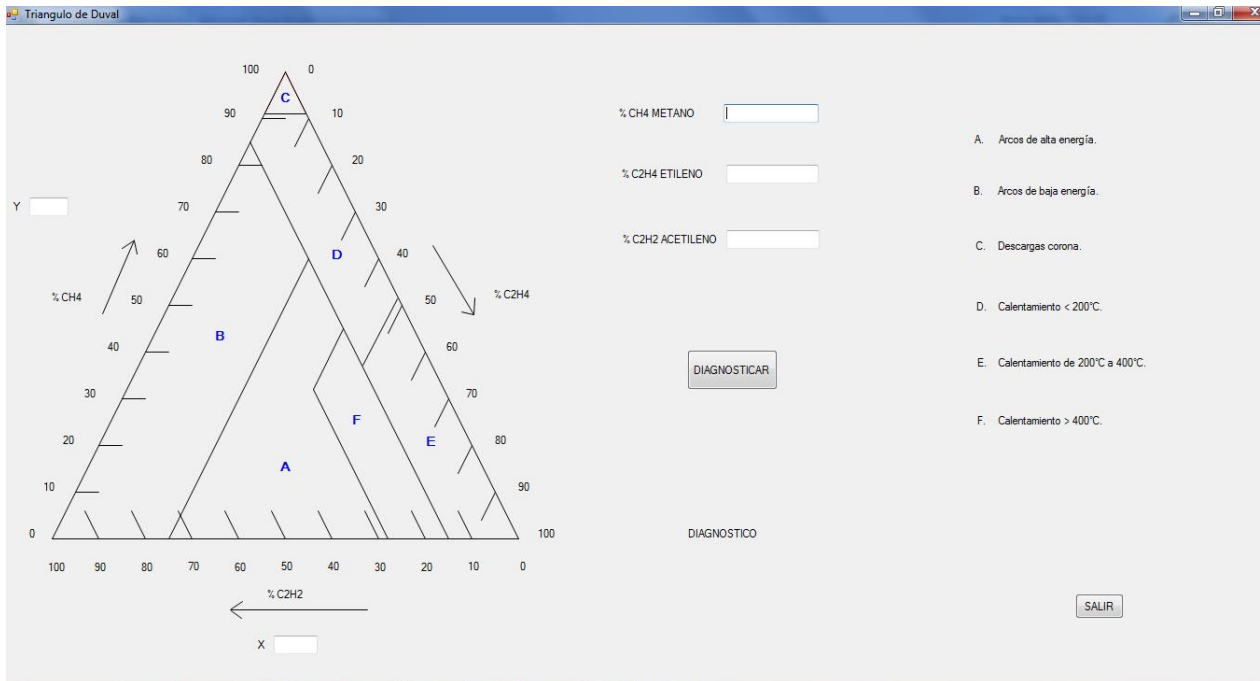 Triangulo de Duval
100 0
C
90 10
% CH4 METANO
A. Arcos de alta energía.
80 20
% C2H4 ETILENO
B. Arcos de baja energía.
Y
70 30
% C2H2 ACETILENO
C. Descargas corona.
60 D 40
% CH4 50 50 % C2H4
D. Calentamiento < 200°C.
B
40 60
DIAGNOSTICAR
E. Calentamiento de 200°C a 400°C.
30 70
F
F. Calentamiento > 400°C.
20 E 80
A
10 90
0 100
DIAGNOSTICO
100 90 80 70 60 50 40 30 20 10 0
% C2H2
SALIR
X